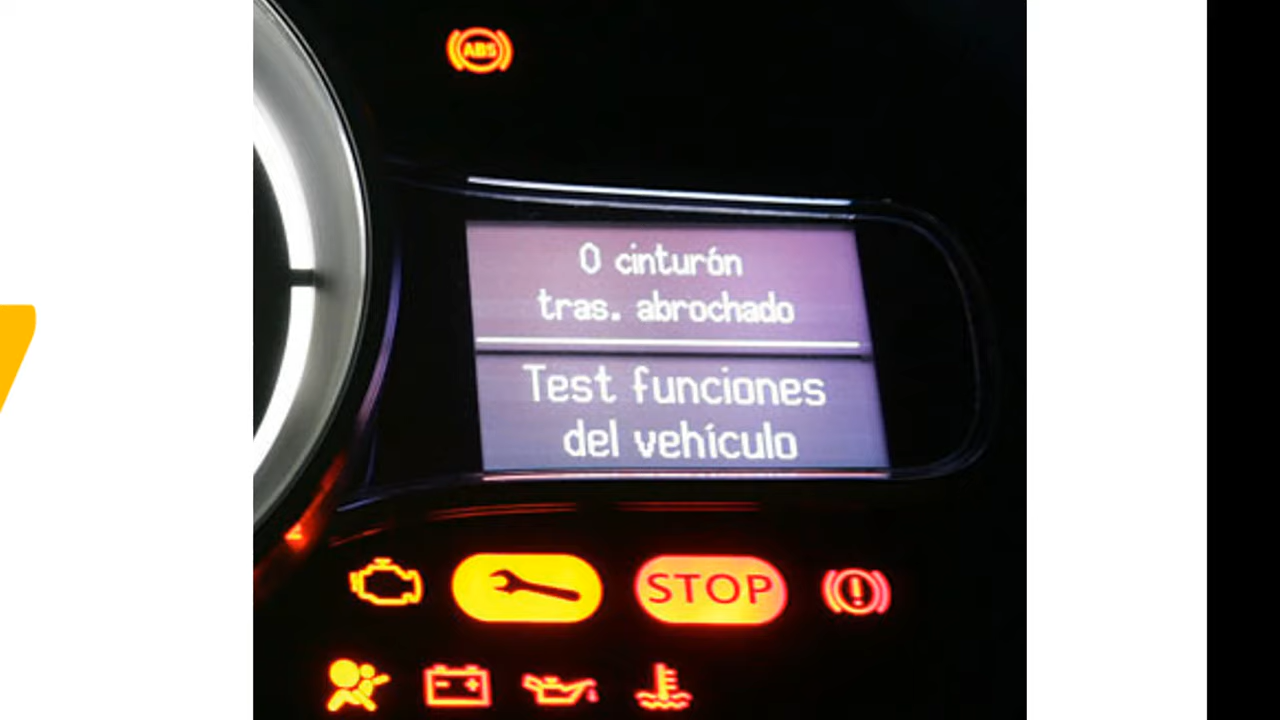 ABS
0 cinturón
tras. abrochado
Test funciones
del vehículo
STOP